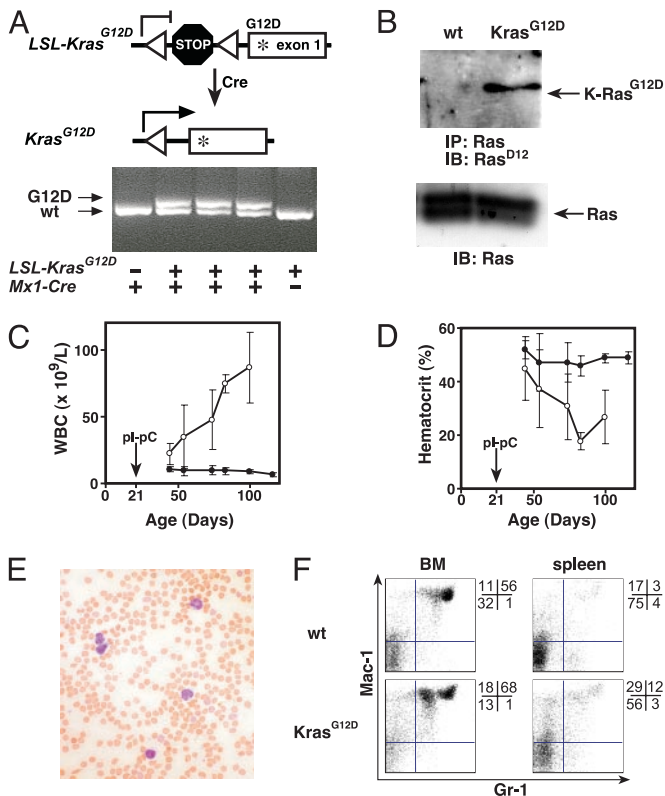 A
LSL-Kras^G12D
STOP
G12D
* exon 1
Cre
Kras^G12D
*
G12D
wt
LSL-Kras^G12D - + + + +
Mx1-Cre + + + + -
B
wt Kras^G12D
K-Ras^G12D
IP: Ras
IB: Ras^D12
Ras
IB: Ras
C
WBC (x 10^9/L)
100
50
0
pI-pC
0 21 50 100
Age (Days)
D
Hematocrit (%)
60
40
20
0
pI-pC
0 21 50 100
Age (Days)
E
F
BM spleen
wt
11 56
32 1
17 3
75 4
Mac-1
Kras^G12D
18 68
13 1
29 12
56 3
Gr-1